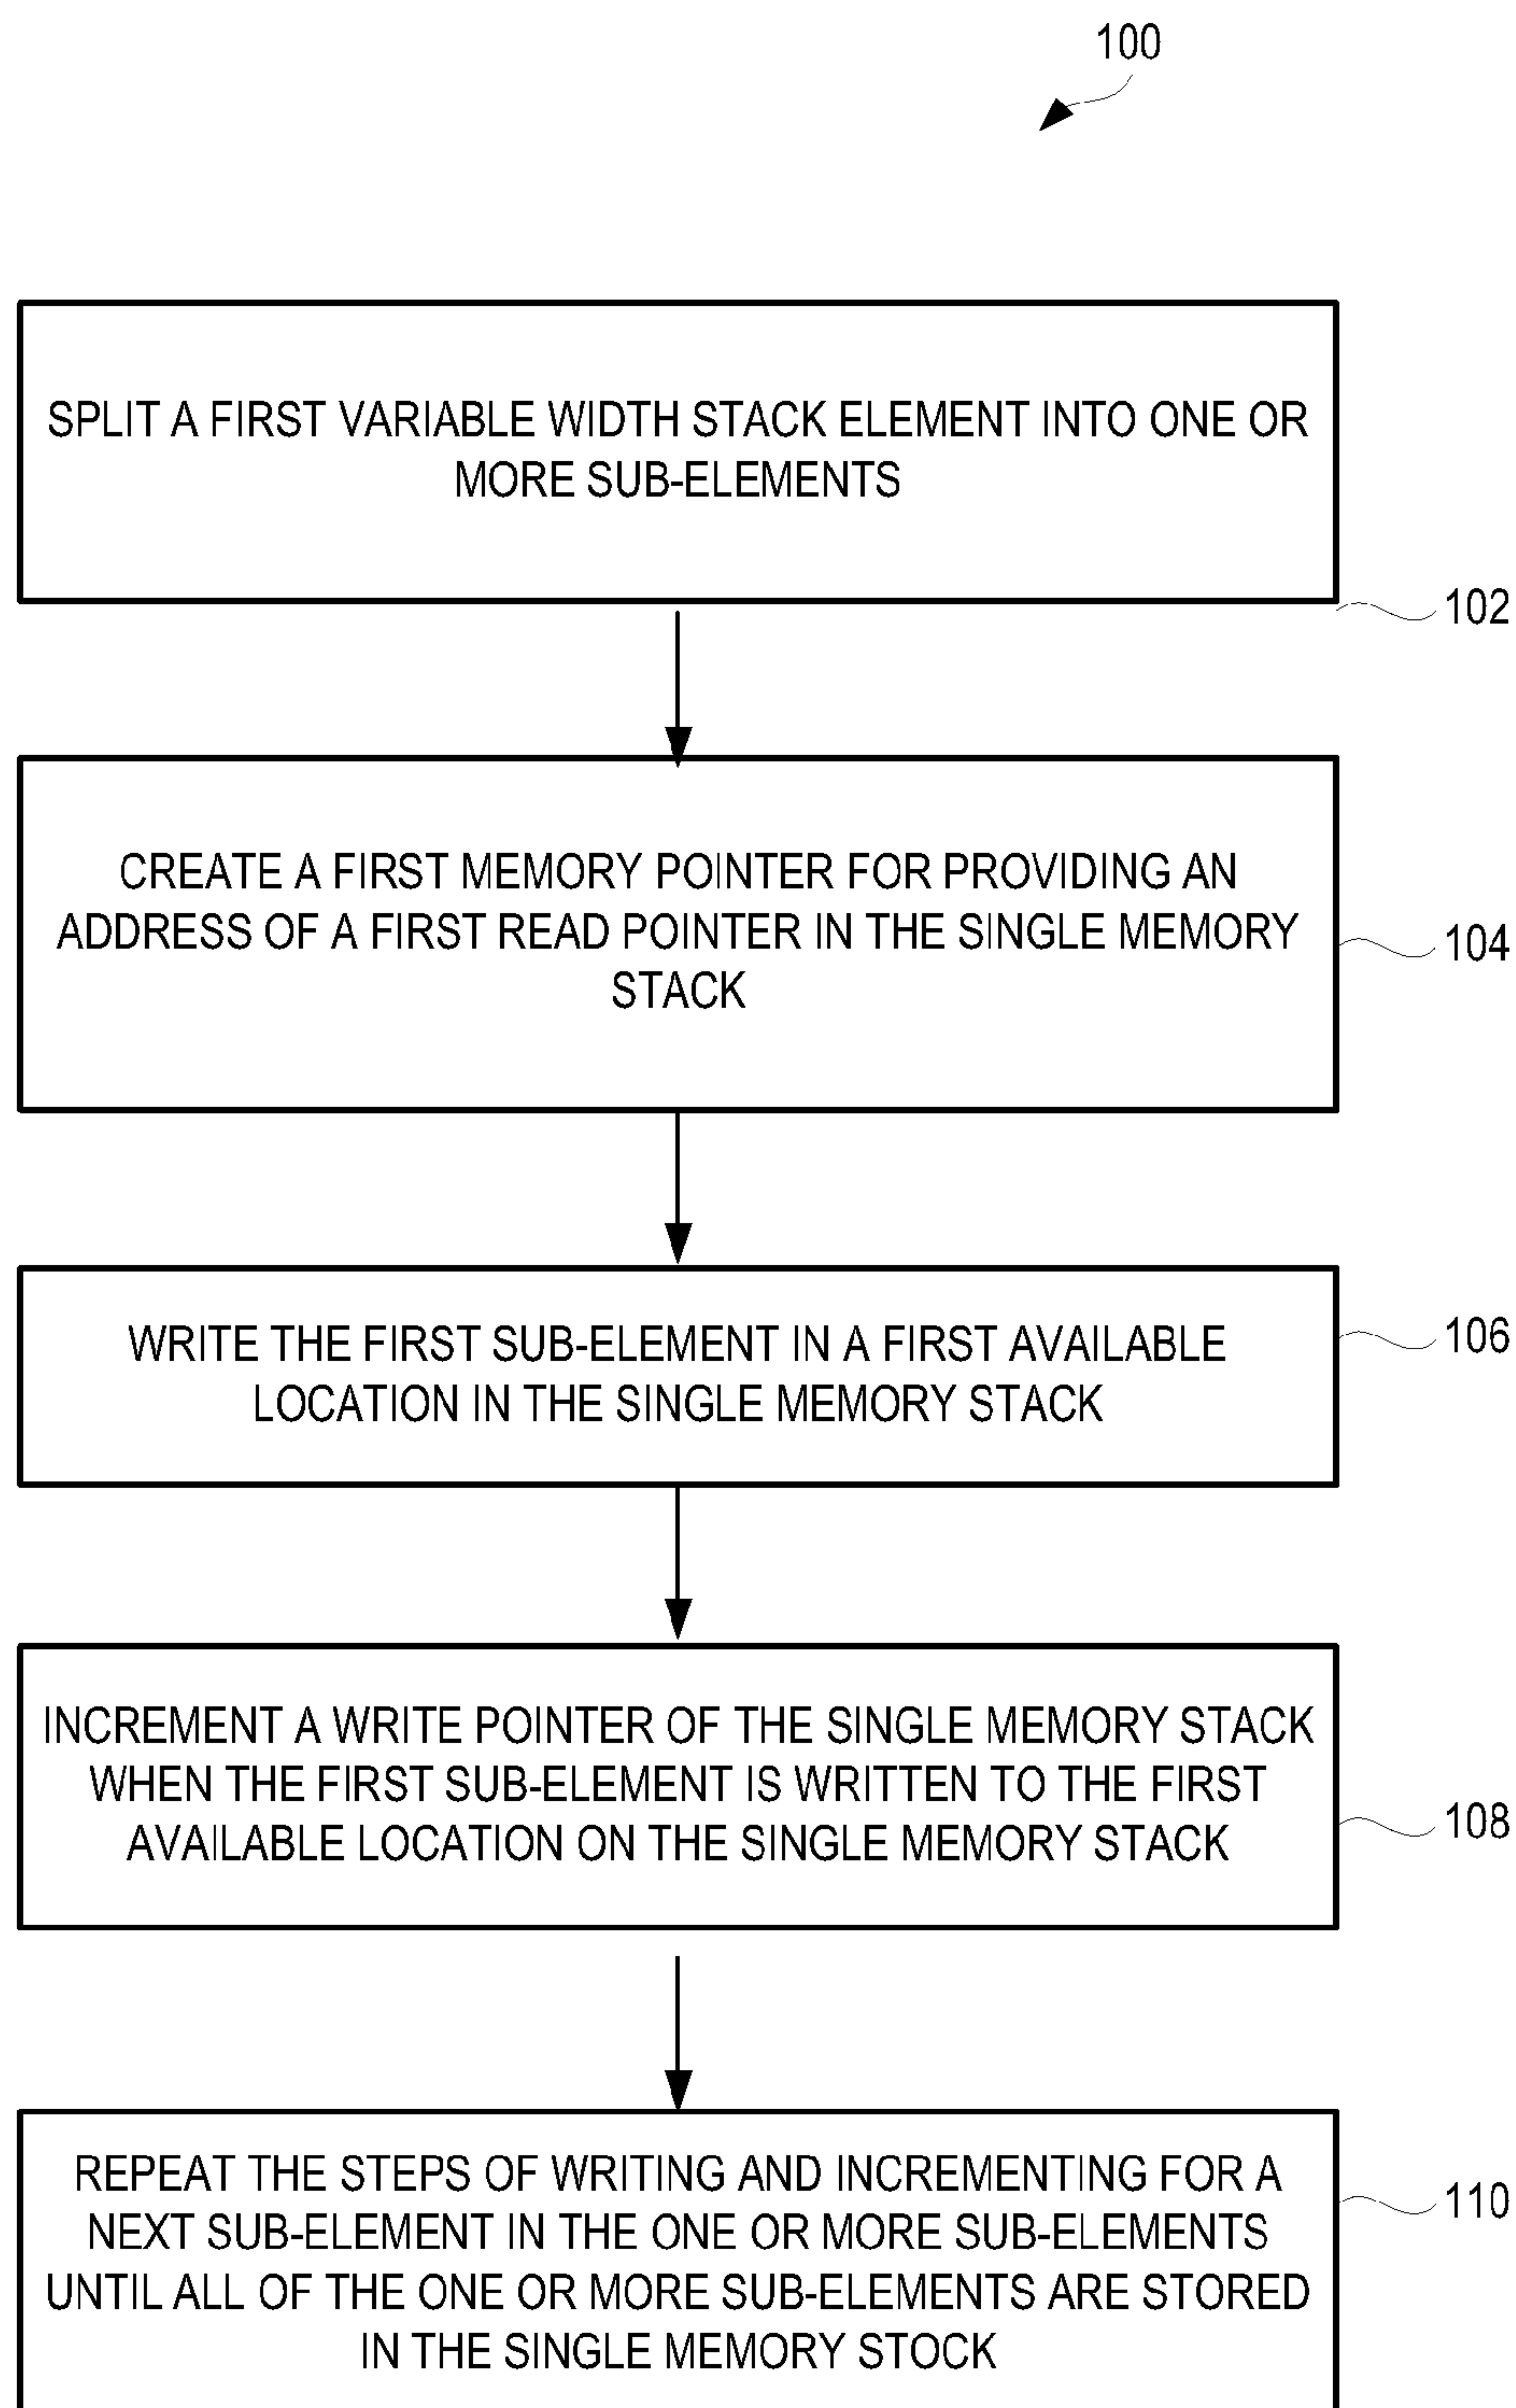 100
SPLIT A FIRST VARIABLE WIDTH STACK ELEMENT INTO ONE OR
MORE SUB-ELEMENTS
102
CREATE A FIRST MEMORY POINTER FOR PROVIDING AN
ADDRESS OF A FIRST READ POINTER IN THE SINGLE MEMORY
STACK
104
WRITE THE FIRST SUB-ELEMENT IN A FIRST AVAILABLE
LOCATION IN THE SINGLE MEMORY STACK
106
INCREMENT A WRITE POINTER OF THE SINGLE MEMORY STACK
WHEN THE FIRST SUB-ELEMENT IS WRITTEN TO THE FIRST
AVAILABLE LOCATION ON THE SINGLE MEMORY STACK
108
REPEAT THE STEPS OF WRITING AND INCREMENTING FOR A
NEXT SUB-ELEMENT IN THE ONE OR MORE SUB-ELEMENTS
UNTIL ALL OF THE ONE OR MORE SUB-ELEMENTS ARE STORED
IN THE SINGLE MEMORY STOCK
110